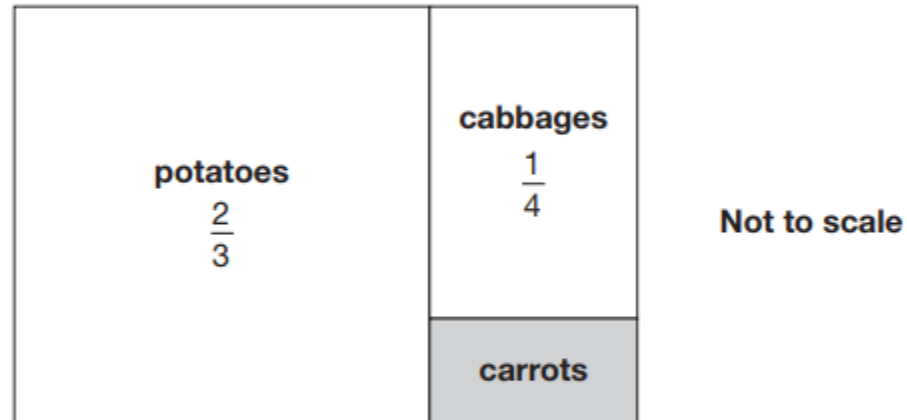 potatoes
2/3
cabbages
1/4
Not to scale
carrots